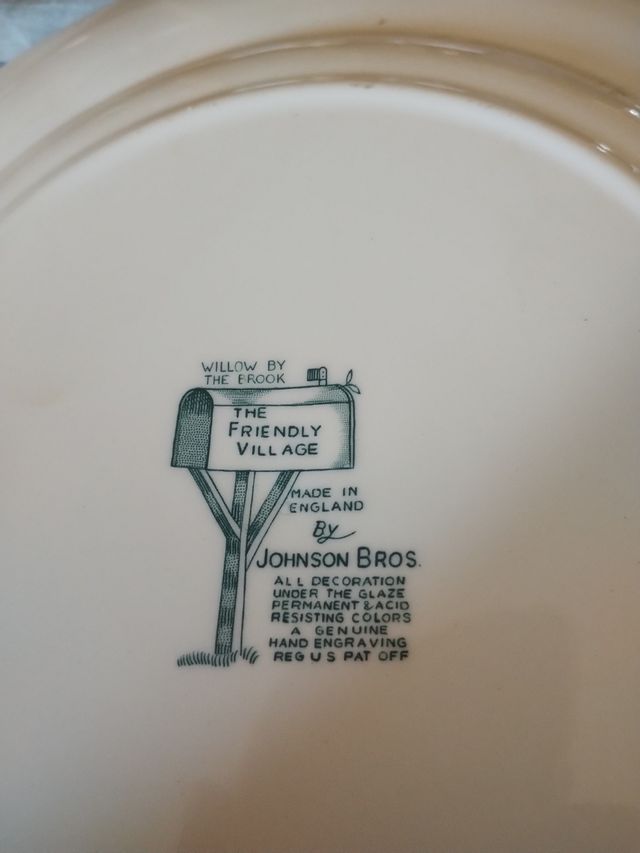 WILLOW BY
THE BROOK
THE
FRIENDLY
VILLAGE
MADE IN
ENGLAND
By
JOHNSON BROS.
ALL DECORATION
UNDER THE GLAZE
PERMANENT & ACID
RESISTING COLORS
A GENUINE
HAND ENGRAVING
REG U S PAT OFF